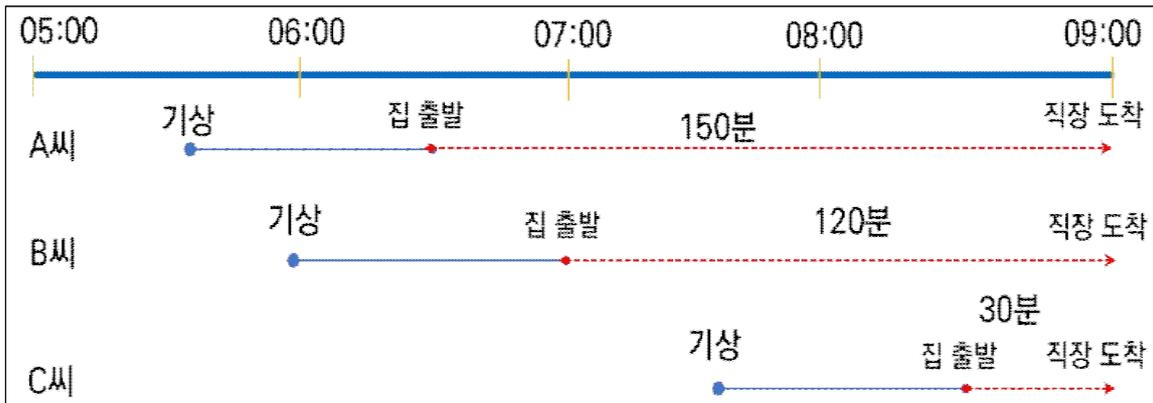 05:00 06:00 07:00 08:00 09:00
기상 집 출발 150분 직장 도착
A씨
기상 집 출발 120분 직장 도착
B씨
30분
기상 집 출발 직장 도착
C씨